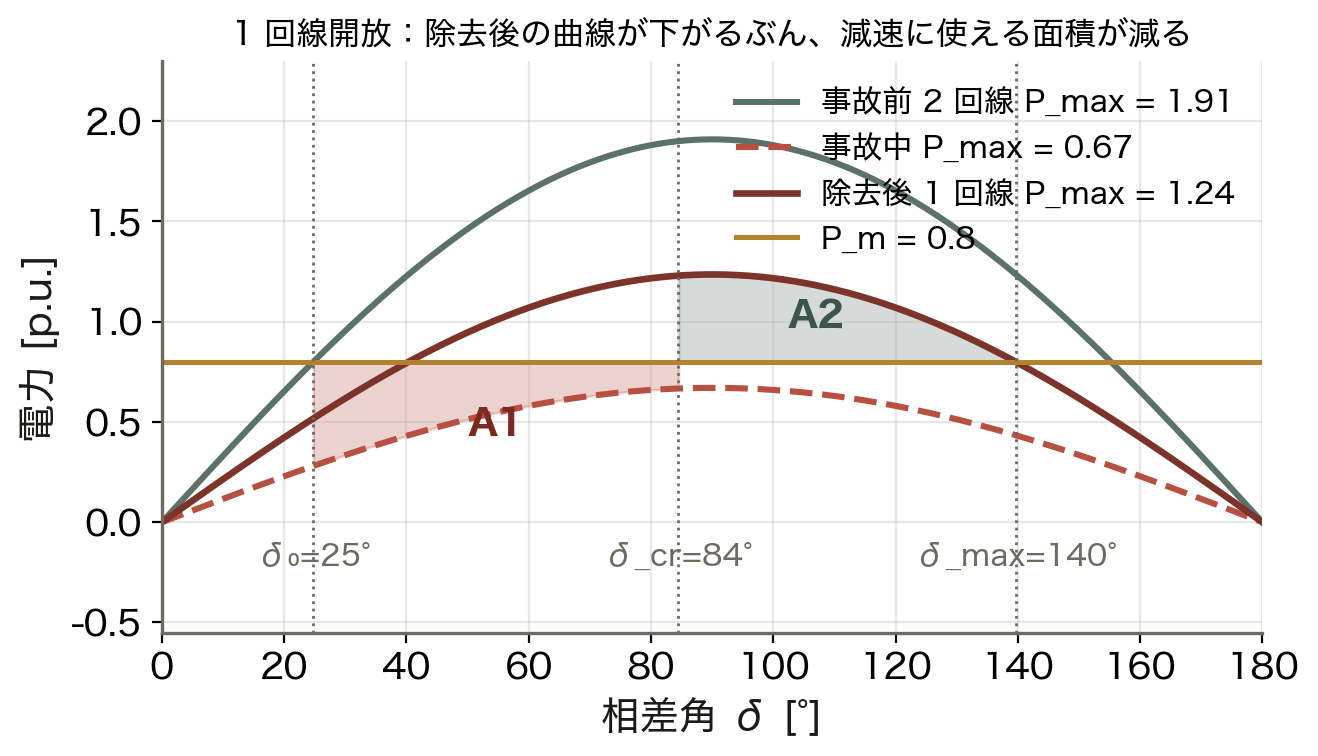 1 回線開放：除去後の曲線が下がるぶん、減速に使える面積が減る
事故前 2 回線 P_max = 1.91
事故中 P_max = 0.67
除去後 1 回線 P_max = 1.24
P_m = 0.8
電力 [p.u.]
2.0
1.5
1.0
0.5
0.0
-0.5
A1
A2
δ₀=25°
δ_cr=84°
δ_max=140°
0 20 40 60 80 100 120 140 160 180
相差角 δ [°]